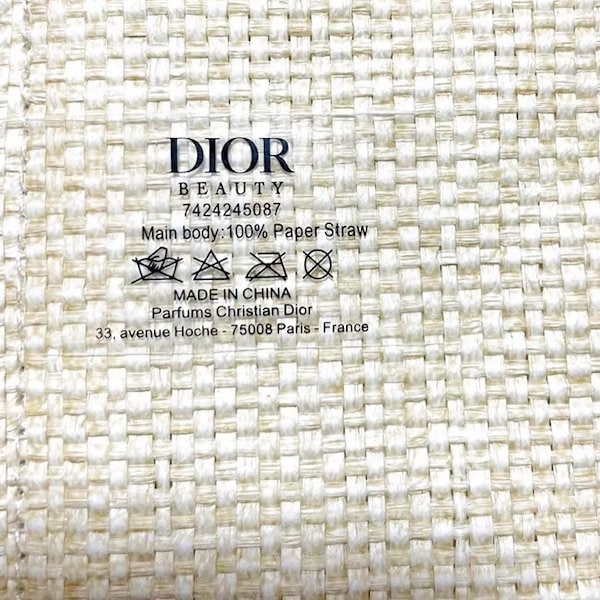 DIOR
BEAUTY
7424245087
Main body:100% Paper Straw
MADE IN CHINA
Parfums Christian Dior
33, avenue Hoche - 75008 Paris - France